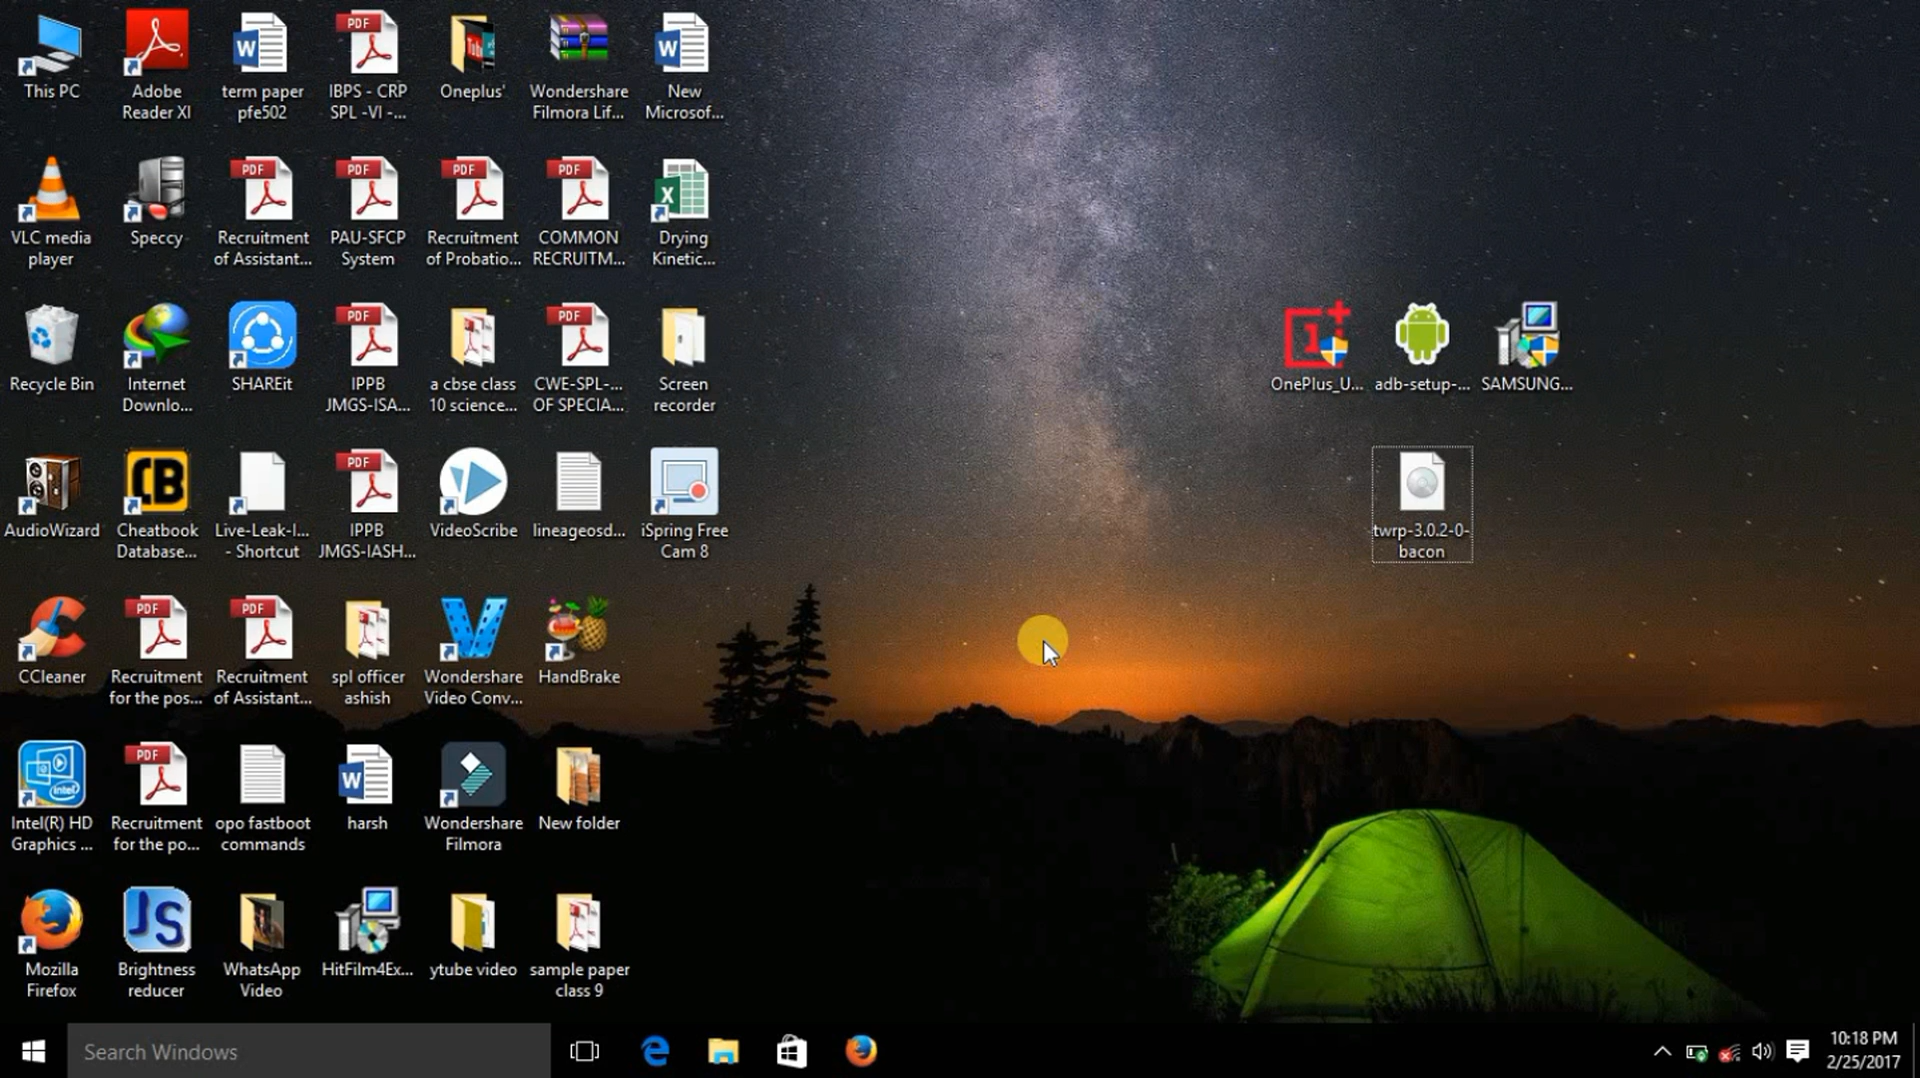 This PC
Adobe
Reader XI
term paper
pfe502
IBPS - CRP
SPL -VI -...
Oneplus'
Wondershare
Filmora Lif...
New
Microsof...
VLC media
player
Speccy
Recruitment
of Assistant...
PAU-SFCP
System
Recruitment
of Probatio...
COMMON
RECRUITM...
Drying
Kinetic...
Recycle Bin
Internet
Downlo...
SHAREit
IPPB
JMGS-ISA...
a cbse class
10 science...
CWE-SPL-...
OF SPECIA...
Screen
recorder
OnePlus_U...
adb-setup-...
SAMSUNG...
AudioWizard
Cheatbook
Database...
Live-Leak-I...
- Shortcut
IPPB
JMGS-IASH...
VideoScribe
lineageosd...
iSpring Free
Cam 8
twrp-3.0.2-0-
bacon
CCleaner
Recruitment
for the pos...
Recruitment
of Assistant...
spl officer
ashish
Wondershare
Video Conv...
HandBrake
Intel(R) HD
Graphics ...
Recruitment
for the po...
opo fastboot
commands
harsh
Wondershare
Filmora
New folder
Mozilla
Firefox
Brightness
reducer
WhatsApp
Video
HitFilm4Ex...
ytube video
sample paper
class 9
Search Windows
10:18 PM
2/25/2017